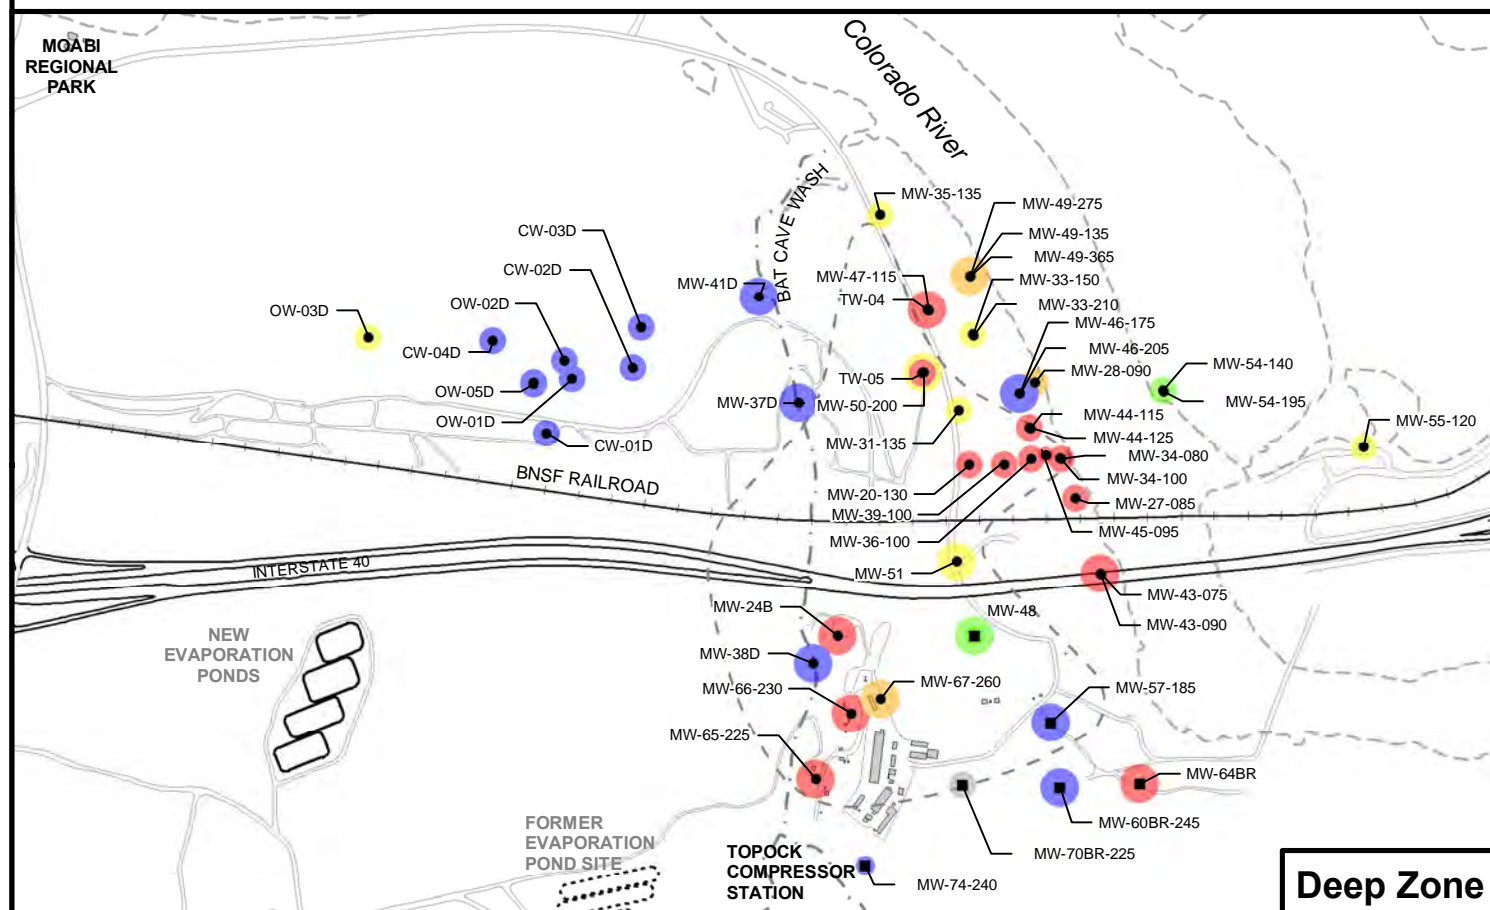 MOABI
REGIONAL
PARK
Colorado River
BAT CAVE WASH
MW-35-135
MW-49-275
MW-49-135
MW-49-365
MW-33-150
MW-33-210
MW-46-175
MW-46-205
MW-28-090
CW-03D
CW-02D
MW-41D
MW-47-115
TW-04
OW-03D
OW-02D
CW-04D
OW-05D
OW-01D
CW-01D
MW-37D
TW-05
MW-50-200
MW-31-135
MW-54-140
MW-54-195
MW-55-120
MW-44-115
MW-44-125
MW-34-080
MW-34-100
MW-27-085
MW-45-095
MW-20-130
MW-39-100
MW-36-100
BNSF RAILROAD
MW-51
INTERSTATE 40
MW-43-075
MW-43-090
MW-24B
MW-48
MW-38D
NEW
EVAPORATION
PONDS
MW-66-230
MW-67-260
MW-57-185
MW-65-225
MW-64BR
MW-60BR-245
MW-70BR-225
FORMER
EVAPORATION
POND SITE
TOPOCK
COMPRESSOR
STATION
MW-74-240
Deep Zone